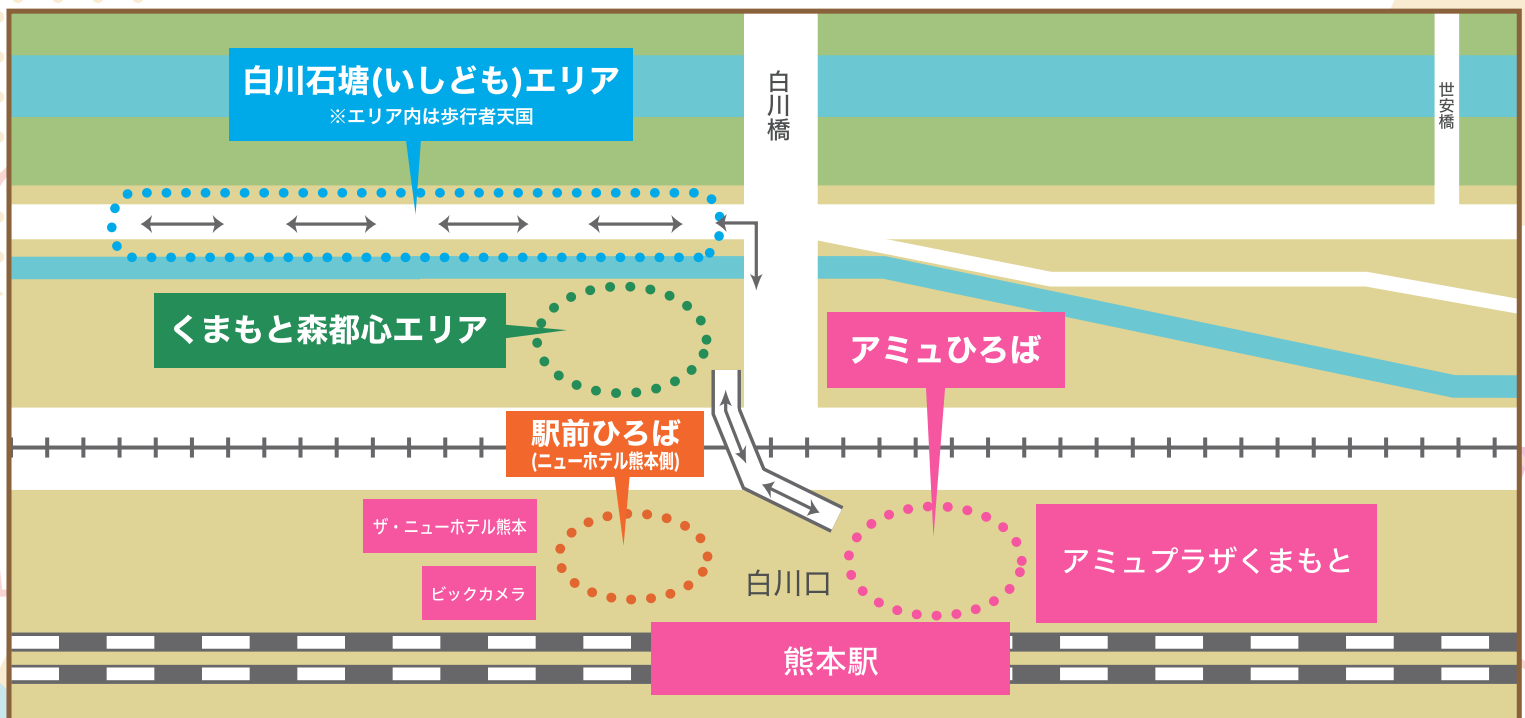 白川石塘(いしども)エリア
※エリア内は歩行者天国
白川橋
世安橋
くまもと森都心エリア
アミュひろば
駅前ひろば
(ニューホテル熊本側)
ザ・ニューホテル熊本
アミュプラザくまもと
白川口
ビックカメラ
熊本駅